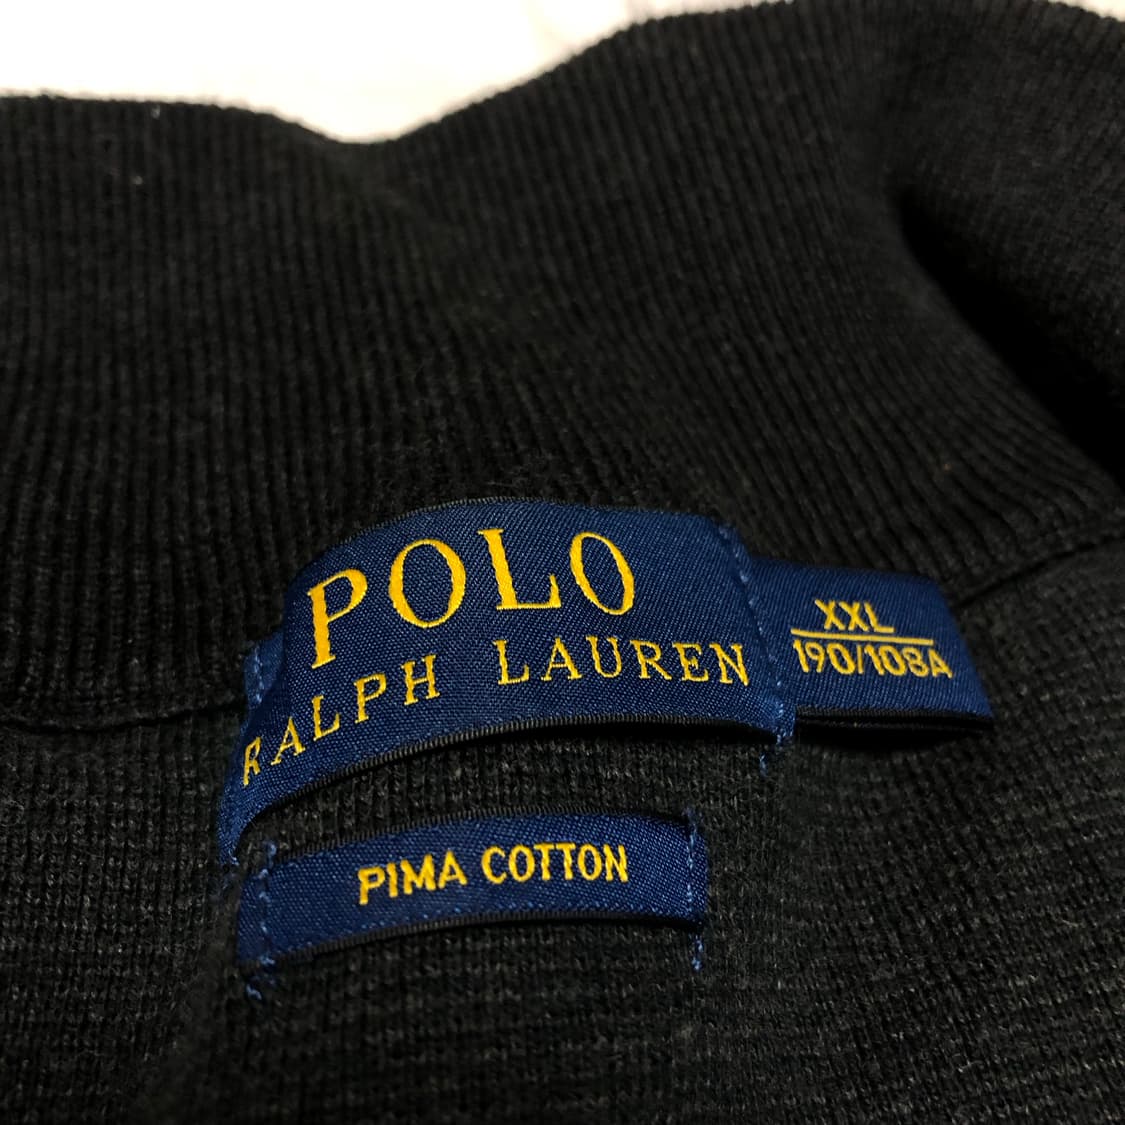 POLO
RALPH LAUREN
XXL
190/108A
PIMA COTTON